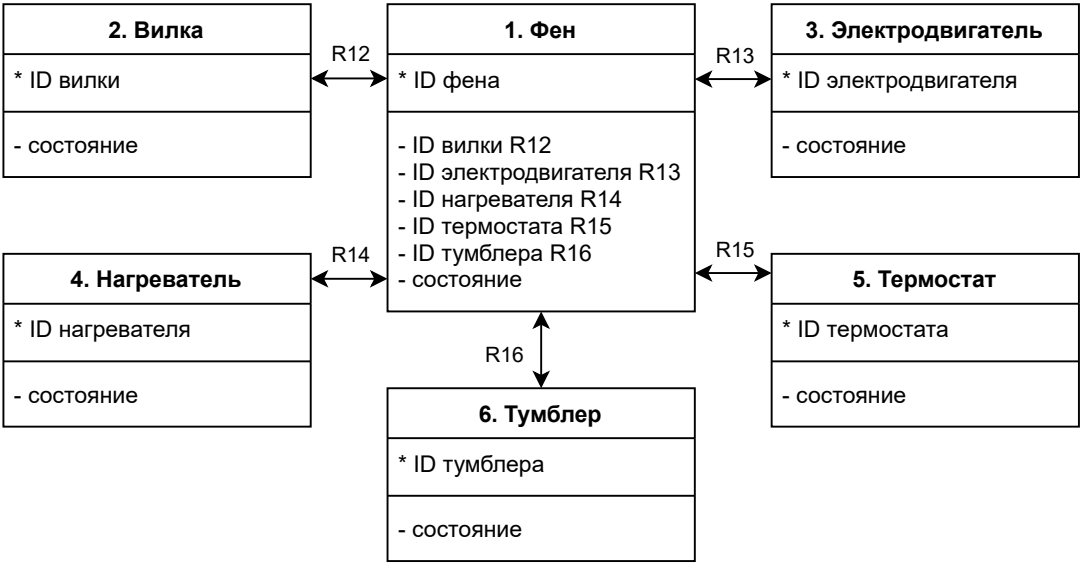 2. Вилка
* ID вилки
- состояние
R12
1. Фен
* ID фена
- ID вилки R12
- ID электродвигателя R13
- ID нагревателя R14
- ID термостата R15
- ID тумблера R16
- состояние
R13
3. Электродвигатель
* ID электродвигателя
- состояние
4. Нагреватель
* ID нагревателя
- состояние
R14
R15
5. Термостат
* ID термостата
- состояние
R16
6. Тумблер
* ID тумблера
- состояние